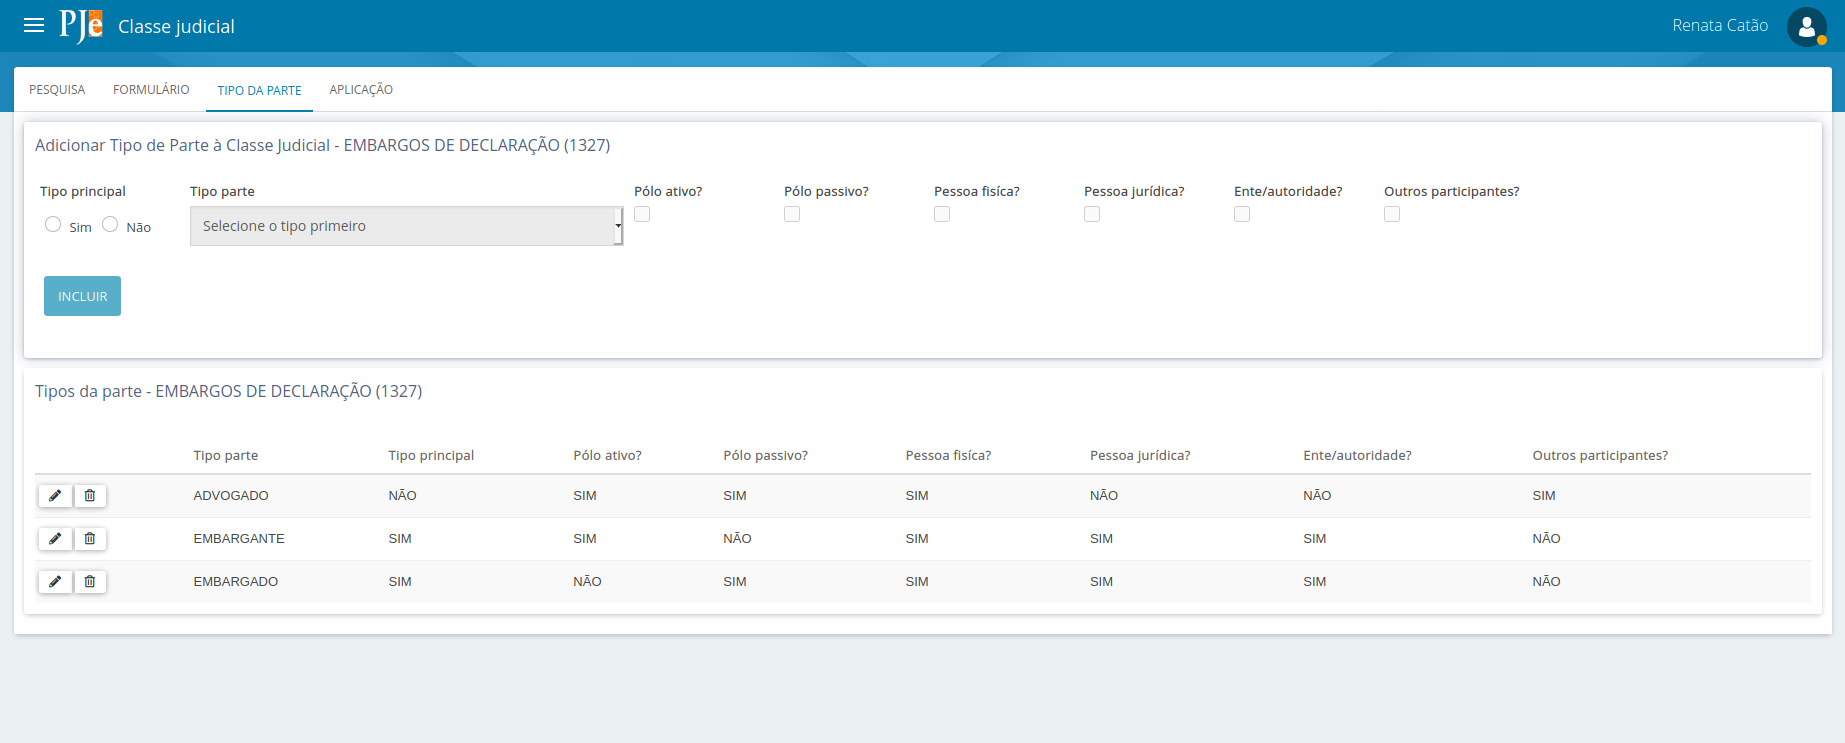 PJe Classe judicial Renata Catão
PESQUISA FORMULÁRIO TIPO DA PARTE APLICAÇÃO
Adicionar Tipo de Parte à Classe Judicial - EMBARGOS DE DECLARAÇÃO (1327)
Tipo principal Tipo parte Pólo ativo? Pólo passivo? Pessoa fisíca? Pessoa jurídica? Ente/autoridade? Outros participantes?
Sim Não Selecione o tipo primeiro
INCLUIR
Tipos da parte - EMBARGOS DE DECLARAÇÃO (1327)
Tipo parte Tipo principal Pólo ativo? Pólo passivo? Pessoa fisíca? Pessoa jurídica? Ente/autoridade? Outros participantes?
ADVOGADO NÃO SIM SIM SIM NÃO NÃO SIM
EMBARGANTE SIM SIM NÃO SIM SIM SIM NÃO
EMBARGADO SIM NÃO SIM SIM SIM SIM NÃO